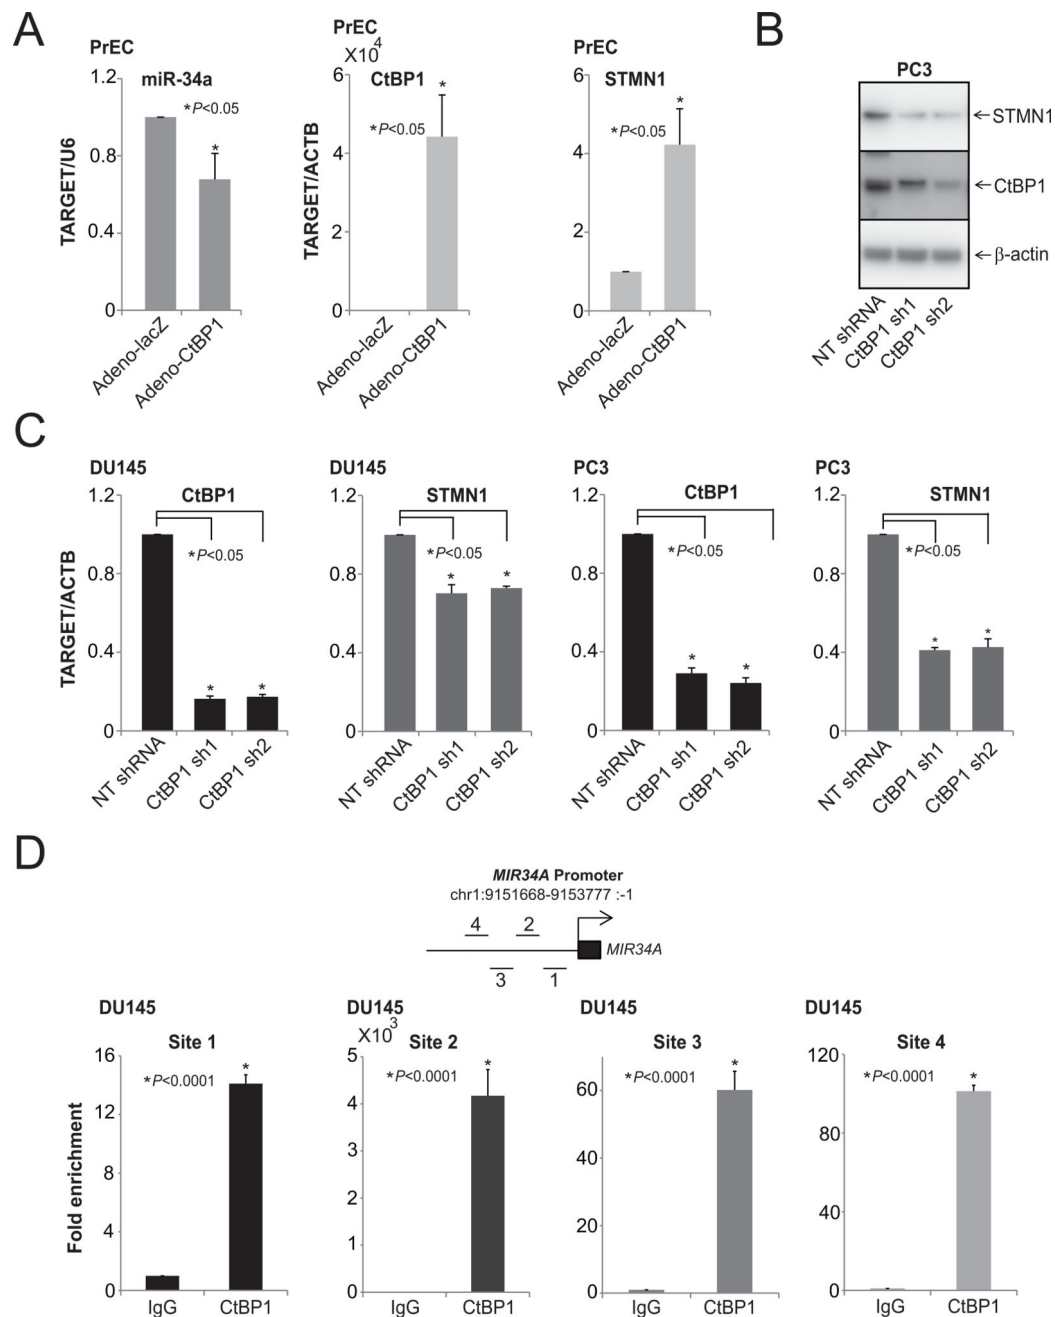 A
PrEC
miR-34a
*P<0.05
*
TARGET/U6
1.2
0.8
0.4
0
Adeno-lacZ
Adeno-CtBP1
PrEC
X10^4
CtBP1
*P<0.05
*
TARGET/ACTB
6
4
2
0
Adeno-lacZ
Adeno-CtBP1
PrEC
STMN1
*P<0.05
*
6
4
2
0
Adeno-lacZ
Adeno-CtBP1
B
PC3
←STMN1
←CtBP1
←β-actin
NT shRNA
CtBP1 sh1
CtBP1 sh2
C
DU145
CtBP1
*P<0.05
* *
TARGET/ACTB
1.2
0.8
0.4
0
NT shRNA
CtBP1 sh1
CtBP1 sh2
DU145
STMN1
*P<0.05
* *
1.2
0.8
0.4
0
NT shRNA
CtBP1 sh1
CtBP1 sh2
PC3
CtBP1
*P<0.05
* *
1.2
0.8
0.4
0
NT shRNA
CtBP1 sh1
CtBP1 sh2
PC3
STMN1
*P<0.05
* *
1.2
0.8
0.4
0
NT shRNA
CtBP1 sh1
CtBP1 sh2
D
MIR34A Promoter
chr1:9151668-9153777 :-1
4 2
MIR34A
3 1
DU145
Site 1
*P<0.0001
*
Fold enrichment
16
12
8
4
0
IgG CtBP1
DU145
X10^3
Site 2
*P<0.0001
*
5
4
3
2
1
0
IgG CtBP1
DU145
Site 3
*P<0.0001
*
60
40
20
0
IgG CtBP1
DU145
Site 4
*P<0.0001
*
120
80
40
0
IgG CtBP1